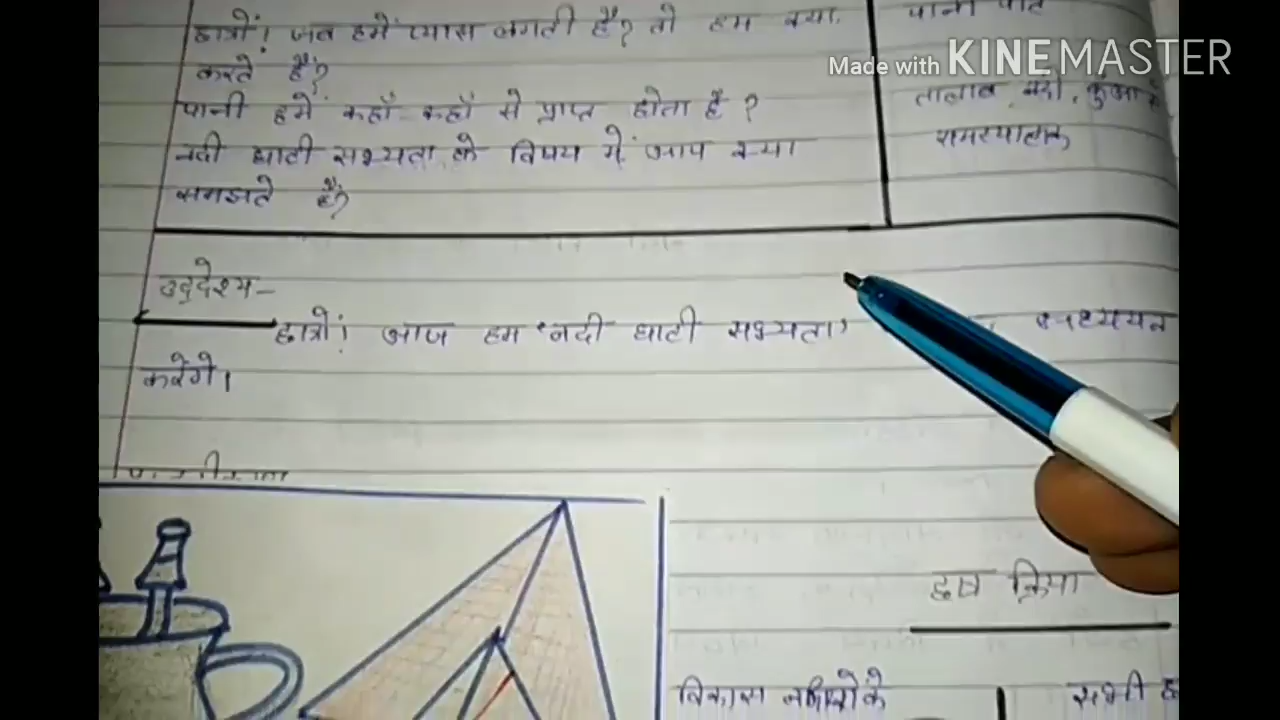 छात्रों! जब हमें प्यास लगती है? तो हम क्या
करते हैं?
पानी हमें कहाँ-कहाँ से प्राप्त होता है?
नदी घाटी सभ्यता के विषय में आप क्या
समझते हैं?
पानी
Made with KINEMASTER
तालाब, नदी, कुंआ से
समस्यात्मक
उद्देश्य-
छात्रों! आज हम 'नदी घाटी सभ्यता' अध्ययन
करेंगे।
छात्र क्रिया
विकास नदियों के
सभी